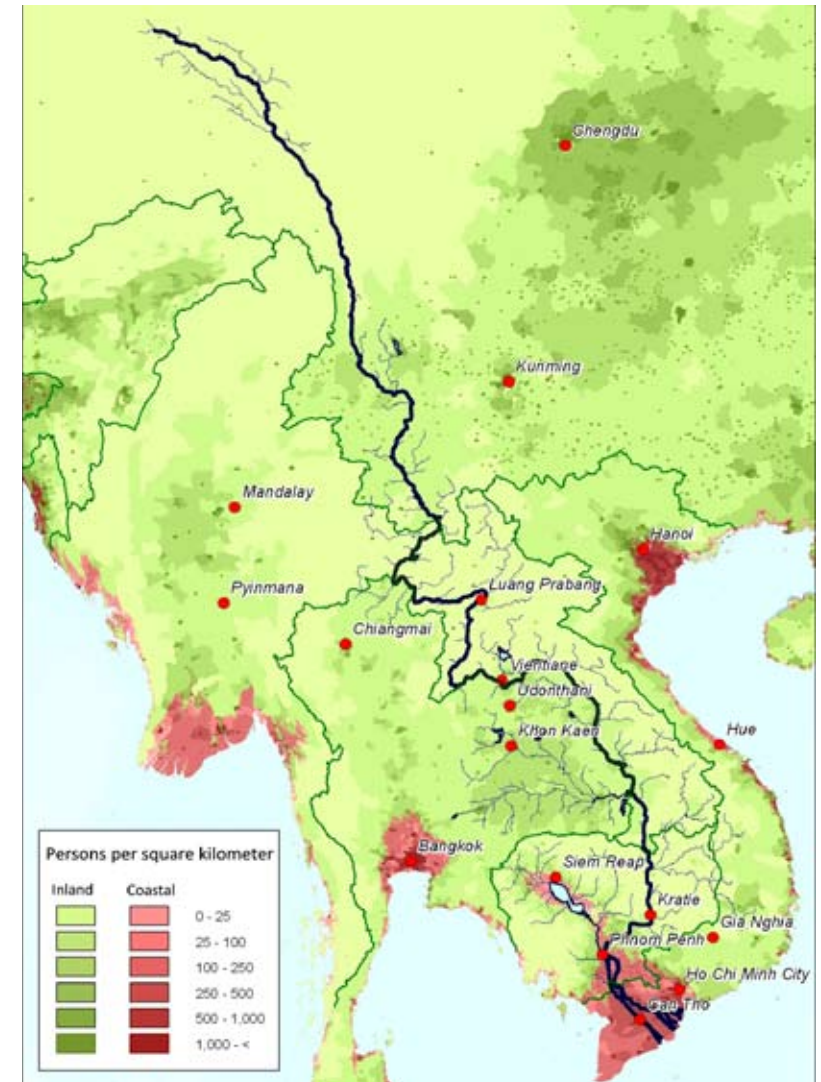 Chengdu
Kunming
Mandalay
Hanoi
Pyinmana
Luang Prabang
Chiangmai
Vientiane
Udonthani
Khon Kaen
Hue
Bangkok
Siem Reap
Kratie
Gia Nghia
Phnom Penh
Ho Chi Minh City
Can Tho
Persons per square kilometer
Inland Coastal
0 - 25
25 - 100
100 - 250
250 - 500
500 - 1,000
1,000 - <